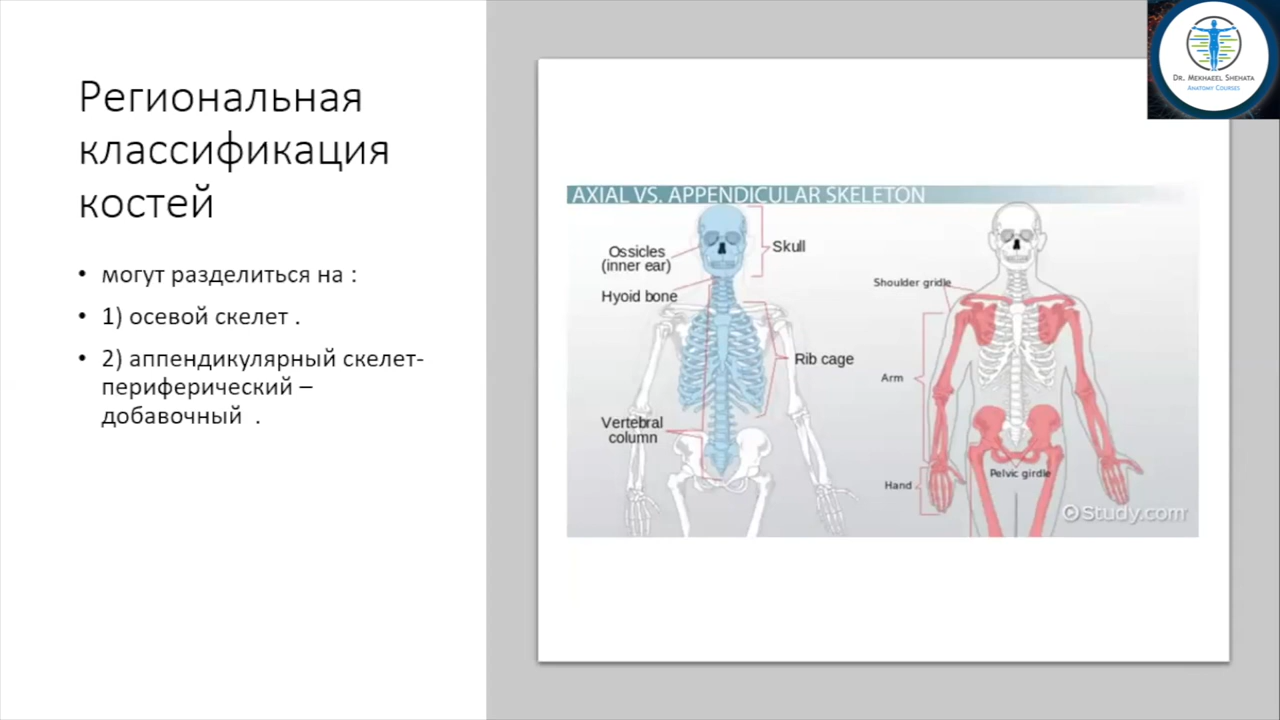 Региональная
классификация
костей
• могут разделиться на :
• 1) осевой скелет .
• 2) аппендикулярный скелет-
периферический –
добавочный .
AXIAL VS. APPENDICULAR SKELETON
Ossicles
(inner ear)
Skull
Hyoid bone
Rib cage
Vertebral
column
Shoulder gridle
Arm
Hand
Pelvic girdle
Study.com
DR. MEKHAEEL SHEHATA
ANATOMY COURSES